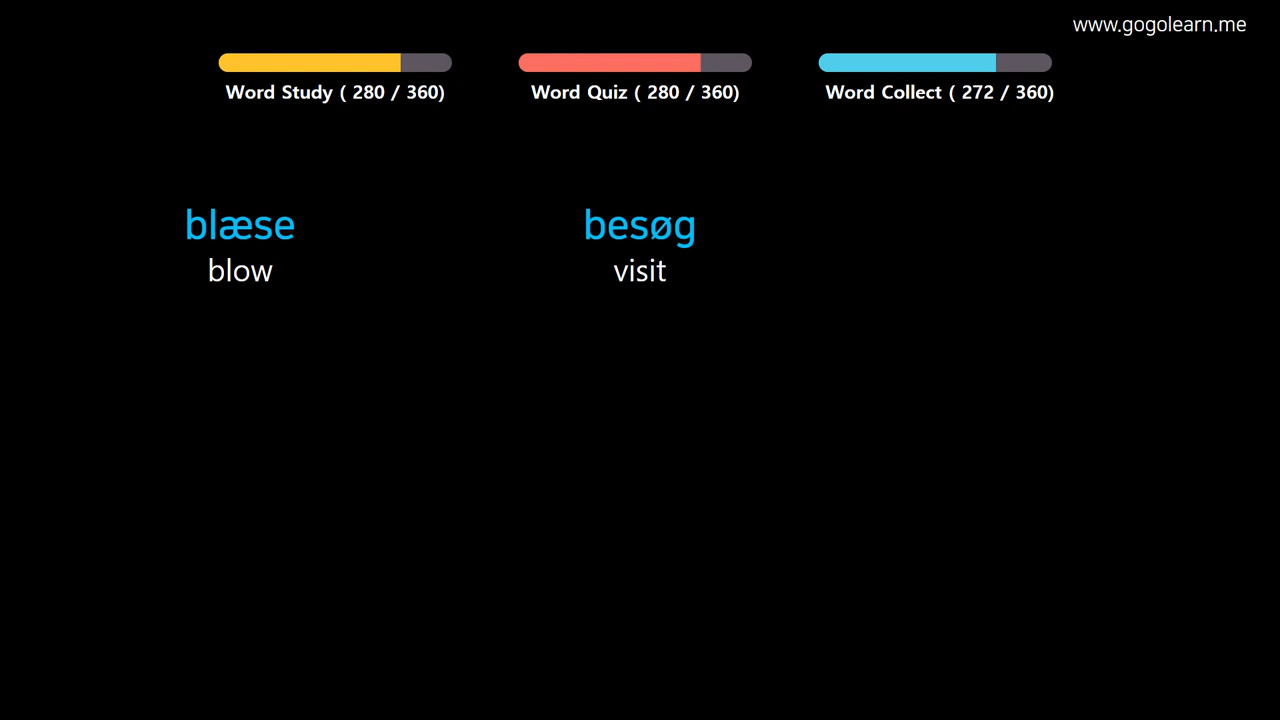 www.gogolearn.me
Word Study ( 280 / 360)
Word Quiz ( 280 / 360)
Word Collect ( 272 / 360)
blæse
blow
besøg
visit